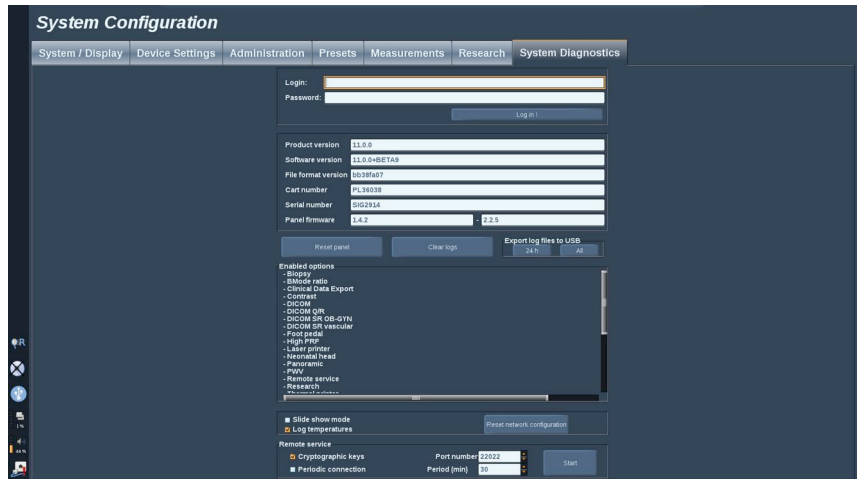 System Configuration
System / Display Device Settings Administration Presets Measurements Research System Diagnostics
Login:
Password:
Log in !
Product version 11.0.0
Software version 11.0.0+BETA9
File format version bb38fa07
Cart number PL36038
Serial number SIG2914
Panel firmware 1.4.2 - 2.2.5
Reset panel Clear logs Export log files to USB
24 h All
Enabled options
- Biopsy
- BMode ratio
- Clinical Data Export
- Contrast
- DICOM
- DICOM Q/R
- DICOM SR OB-GYN
- DICOM SR vascular
- Foot pedal
- High PRF
- Laser printer
- Neonatal head
- Panoramic
- PWV
- Remote service
- Research
- Thermal printer
R
1 %
44 %
Slide show mode
Log temperatures
Reset network configuration
Remote service
Cryptographic keys Port number 22022
Periodic connection Period (min) 30
Start